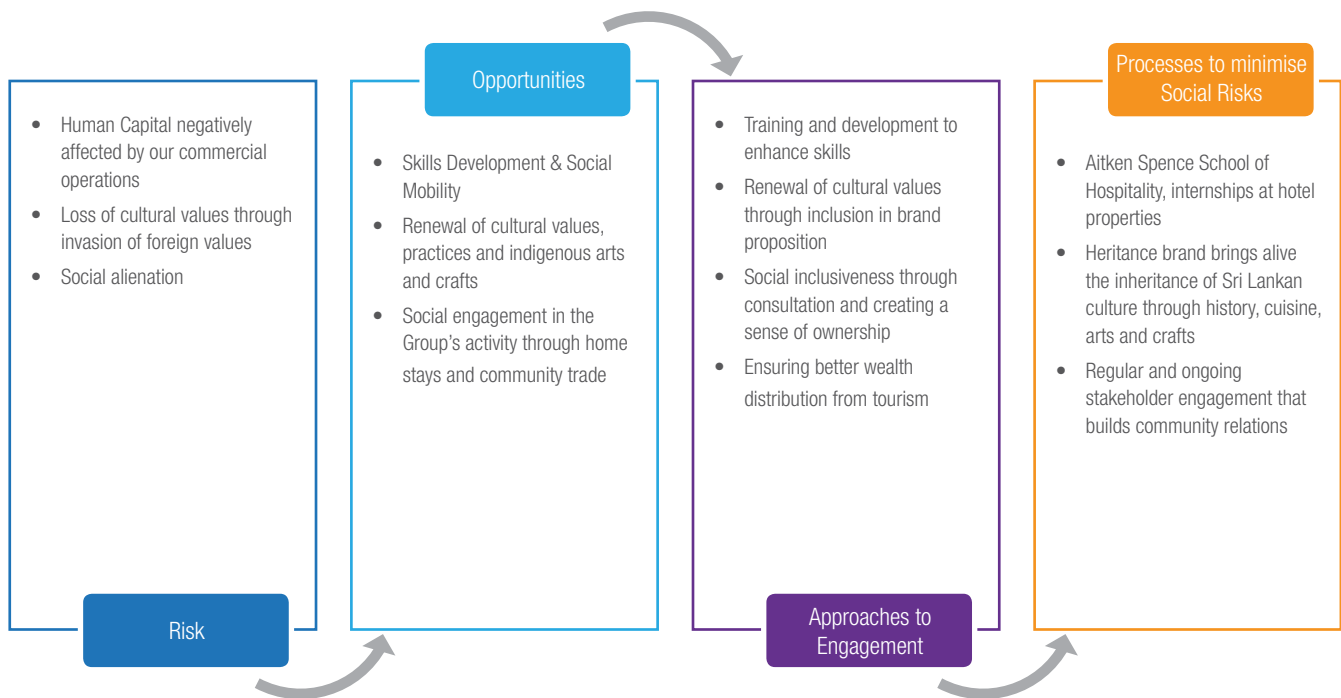 • Human Capital negatively
affected by our commercial
operations
• Loss of cultural values through
invasion of foreign values
• Social alienation
Risk
Opportunities
• Skills Development & Social
Mobility
• Renewal of cultural values,
practices and indigenous arts
and crafts
• Social engagement in the
Group's activity through home
stays and community trade
• Training and development to
enhance skills
• Renewal of cultural values
through inclusion in brand
proposition
• Social inclusiveness through
consultation and creating a
sense of ownership
• Ensuring better wealth
distribution from tourism
Approaches to
Engagement
Processes to minimise
Social Risks
• Aitken Spence School of
Hospitality, internships at hotel
properties
• Heritance brand brings alive
the inheritance of Sri Lankan
culture through history, cuisine,
arts and crafts
• Regular and ongoing
stakeholder engagement that
builds community relations